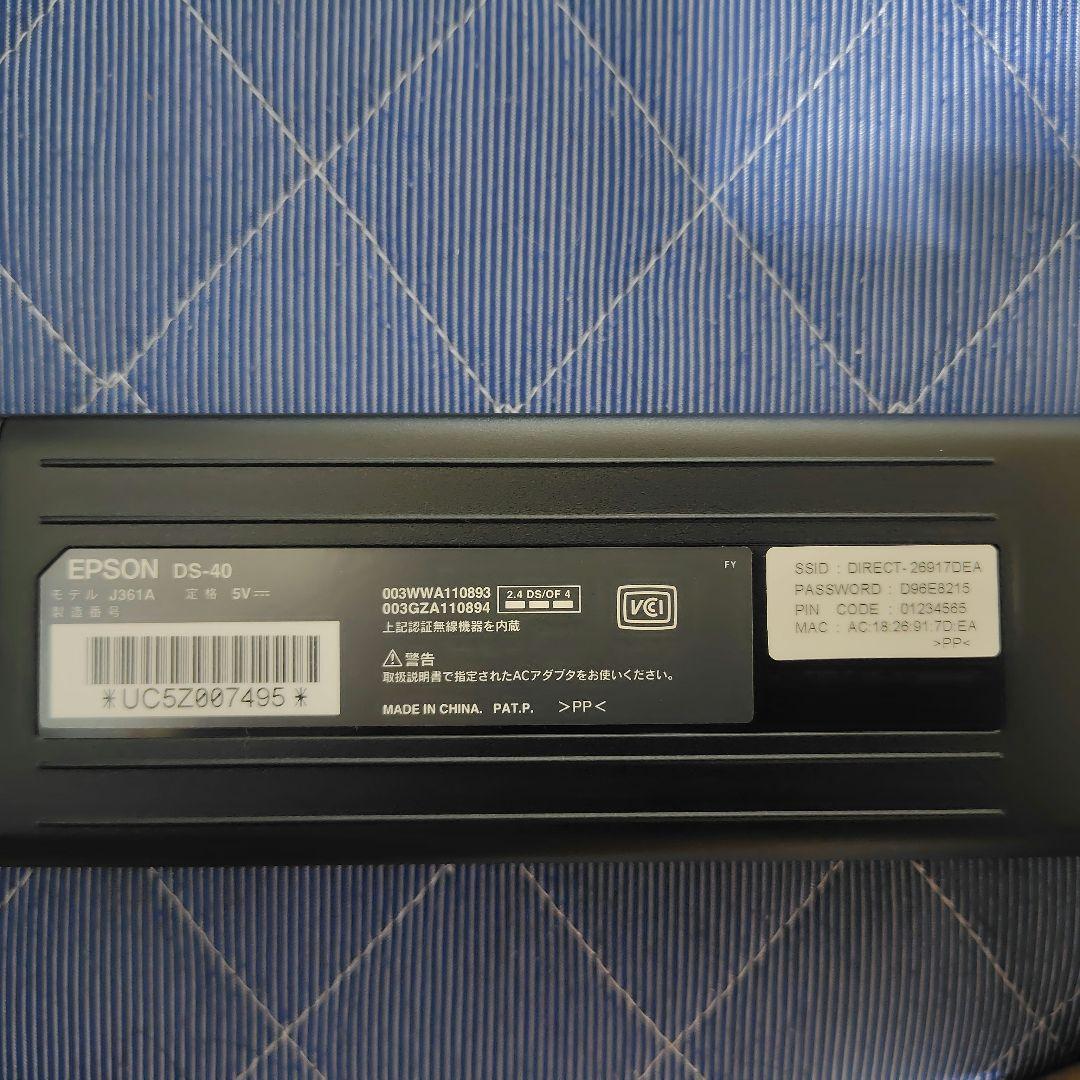 EPSON DS-40
モデル J361A 定格 5V⎓
製造番号
*UC5Z007495*
003WWA110893
003GZA110894
2.4 DS/OF 4
上記認証無線機器を内蔵
VCI
⚠警告
取扱説明書で指定されたACアダプタをお使いください。
MADE IN CHINA. PAT.P. >PP<
FY
SSID : DIRECT-26917DEA
PASSWORD : D96E8215
PIN CODE : 01234565
MAC : AC:18:26:91:7D:EA
>PP<